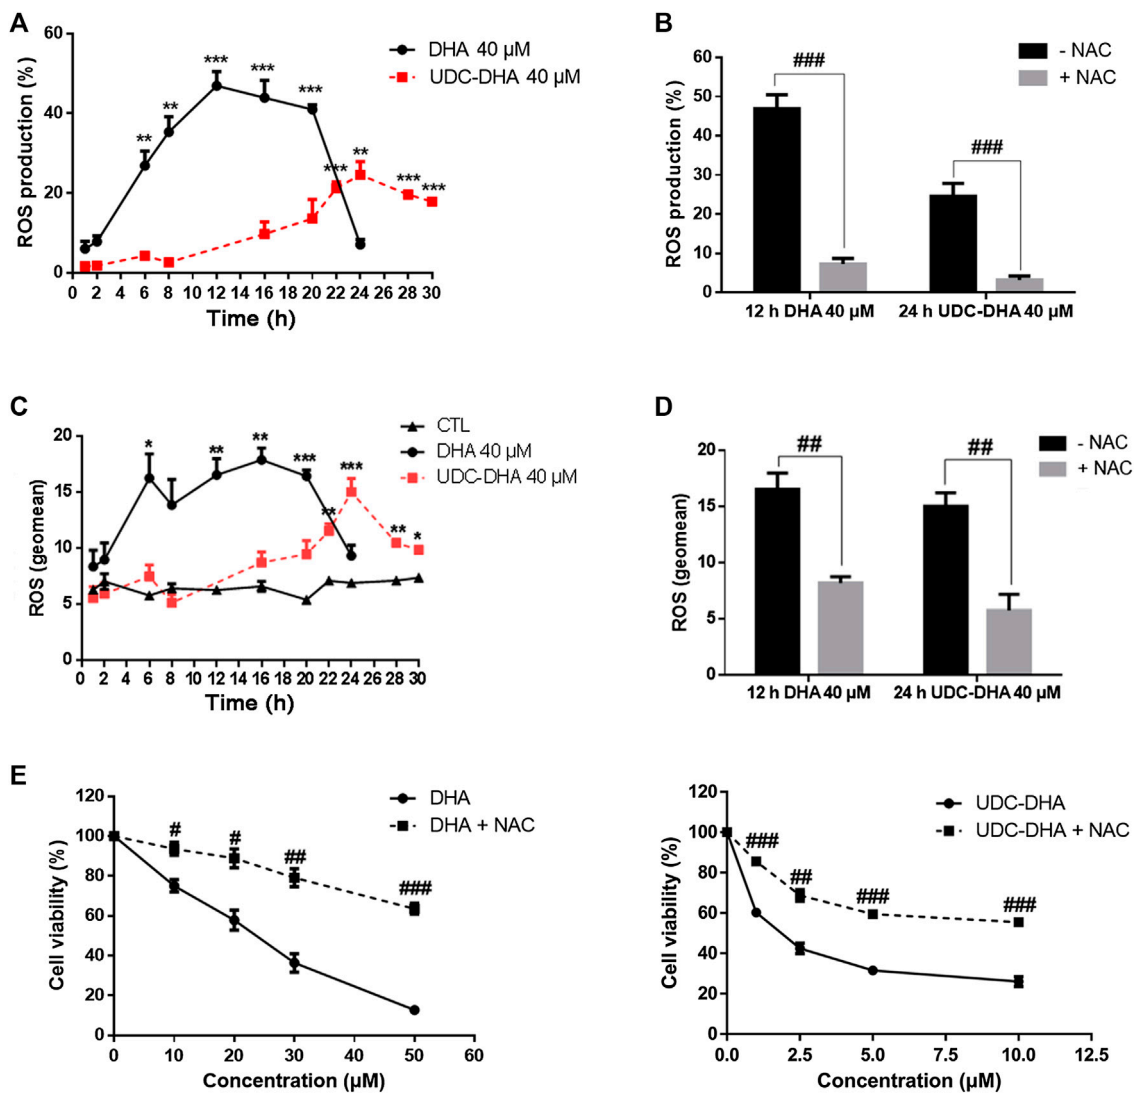 A
ROS production (%)
60
40
20
0
*** *** ***
** **
*** ** *** ***
DHA 40 µM
UDC-DHA 40 µM
0 2 4 6 8 10 12 14 16 18 20 22 24 26 28 30
Time (h)
B
ROS production (%)
60
50
40
30
20
10
0
###
###
- NAC
+ NAC
12 h DHA 40 µM 24 h UDC-DHA 40 µM
C
ROS (geomean)
20
15
10
5
0
* ** ** *** ***
** ** *
CTL
DHA 40 µM
UDC-DHA 40 µM
0 2 4 6 8 10 12 14 16 18 20 22 24 26 28 30
Time (h)
D
ROS (geomean)
20
15
10
5
0
## ##
- NAC
+ NAC
12 h DHA 40 µM 24 h UDC-DHA 40 µM
E
Cell viability (%)
120
100
80
60
40
20
0
# # ## ###
DHA
DHA + NAC
0 10 20 30 40 50 60
Concentration (µM)
Cell viability (%)
120
100
80
60
40
20
0
### ## ### ###
UDC-DHA
UDC-DHA + NAC
0.0 2.5 5.0 7.5 10.0 12.5
Concentration (µM)